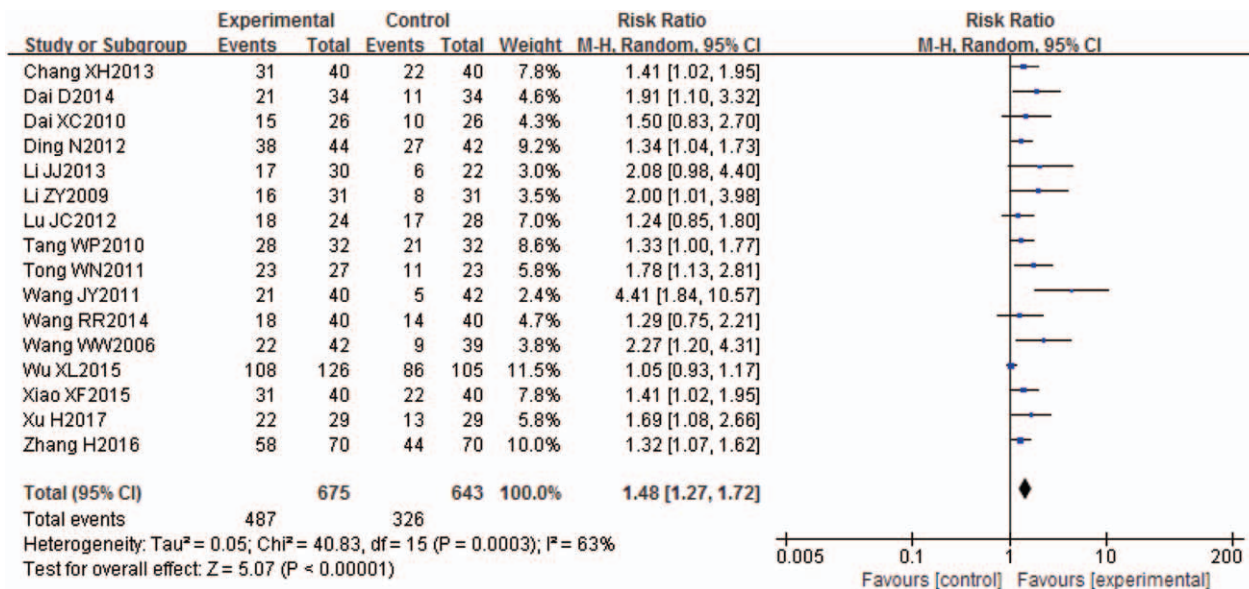 Experimental Control Risk Ratio Risk Ratio
Study or Subgroup Events Total Events Total Weight M-H, Random, 95% CI M-H, Random, 95% CI
Chang XH2013 31 40 22 40 7.8% 1.41 [1.02, 1.95]
Dai D2014 21 34 11 34 4.6% 1.91 [1.10, 3.32]
Dai XC2010 15 26 10 26 4.3% 1.50 [0.83, 2.70]
Ding N2012 38 44 27 42 9.2% 1.34 [1.04, 1.73]
Li JJ2013 17 30 6 22 3.0% 2.08 [0.98, 4.40]
Li ZY2009 16 31 8 31 3.5% 2.00 [1.01, 3.98]
Lu JC2012 18 24 17 28 7.0% 1.24 [0.85, 1.80]
Tang WP2010 28 32 21 32 8.6% 1.33 [1.00, 1.77]
Tong WN2011 23 27 11 23 5.8% 1.78 [1.13, 2.81]
Wang JY2011 21 40 5 42 2.4% 4.41 [1.84, 10.57]
Wang RR2014 18 40 14 40 4.7% 1.29 [0.75, 2.21]
Wang WW2006 22 42 9 39 3.8% 2.27 [1.20, 4.31]
Wu XL2015 108 126 86 105 11.5% 1.05 [0.93, 1.17]
Xiao XF2015 31 40 22 40 7.8% 1.41 [1.02, 1.95]
Xu H2017 22 29 13 29 5.8% 1.69 [1.08, 2.66]
Zhang H2016 58 70 44 70 10.0% 1.32 [1.07, 1.62]
Total (95% CI) 675 643 100.0% 1.48 [1.27, 1.72]
Total events 487 326
Heterogeneity: Tau² = 0.05; Chi² = 40.83, df = 15 (P = 0.0003); I² = 63%
Test for overall effect: Z = 5.07 (P < 0.00001)
0.005 0.1 1 10 200
Favours [control] Favours [experimental]